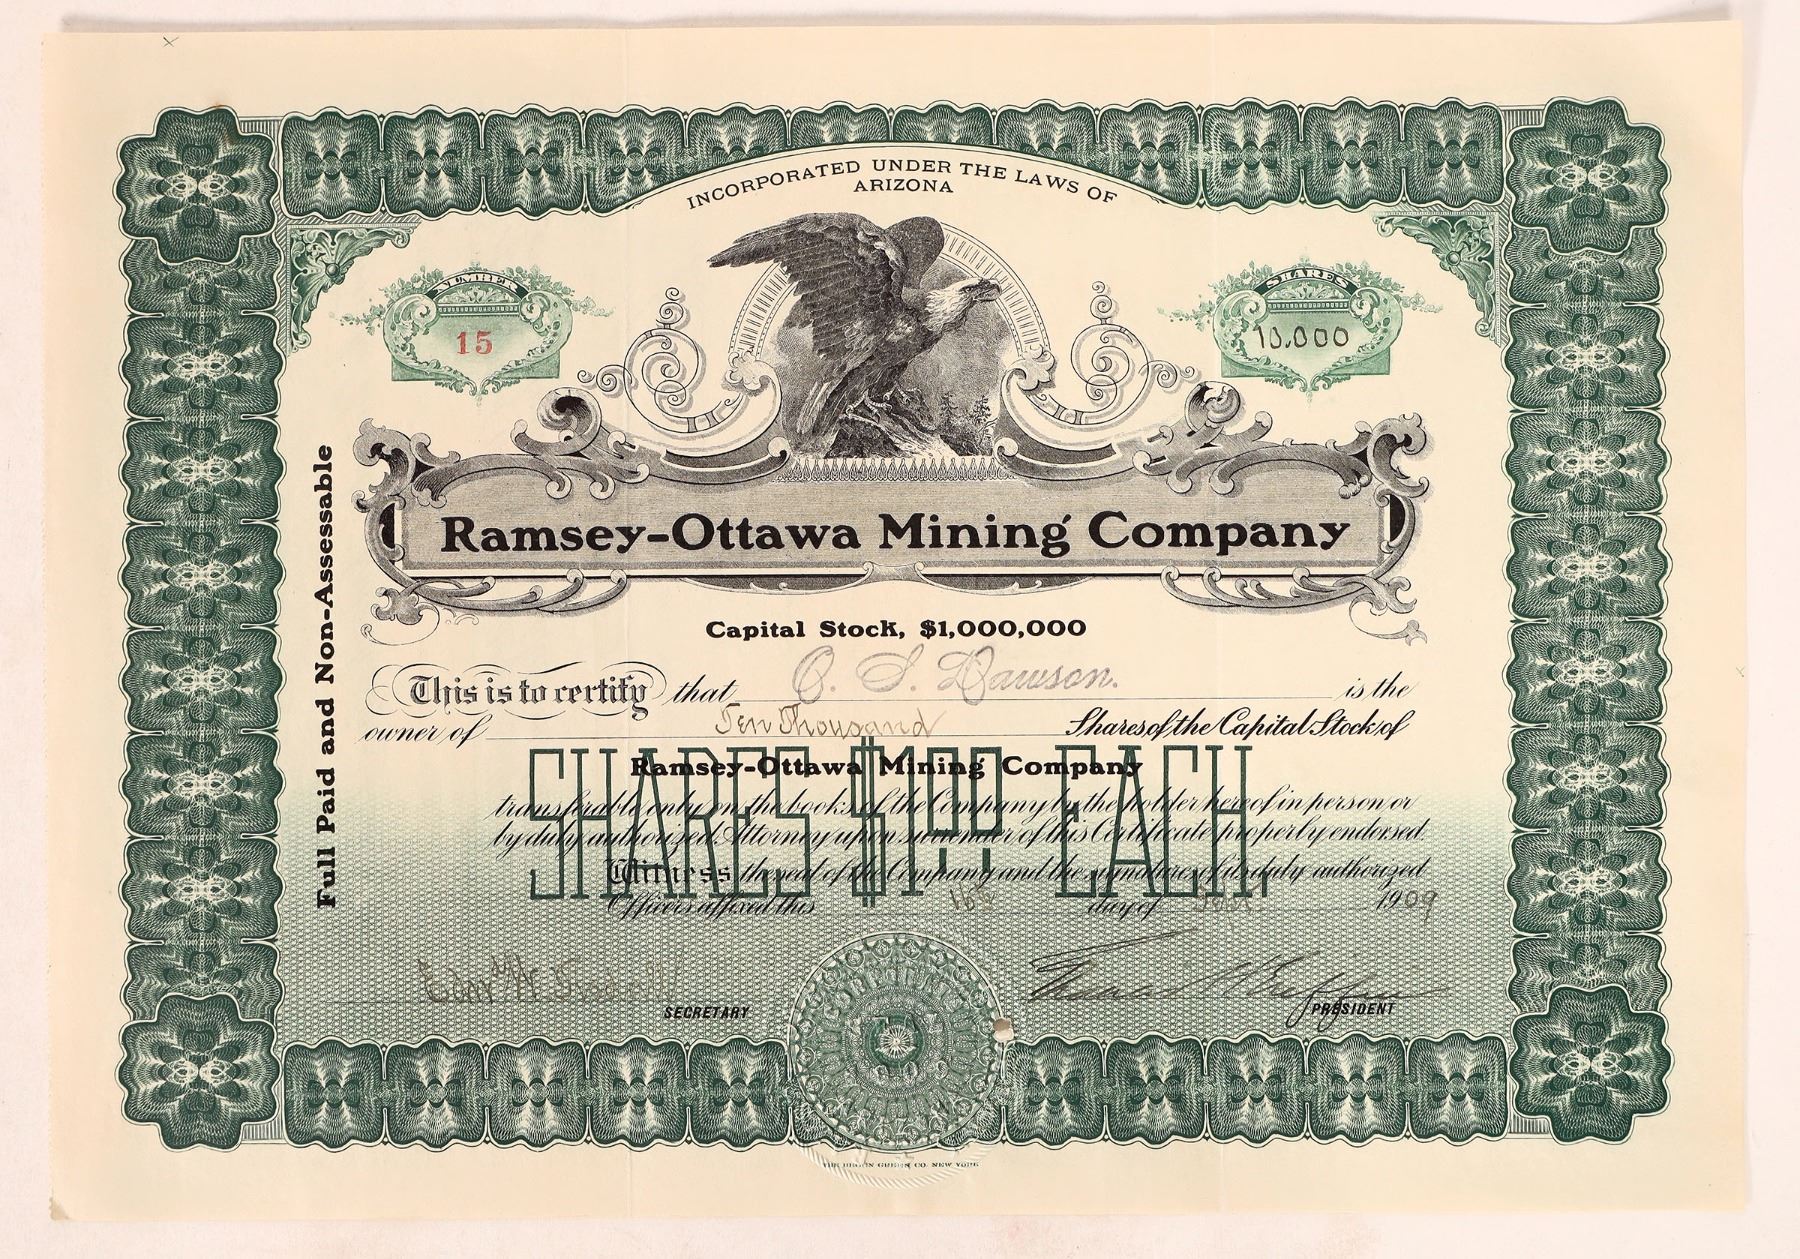 INCORPORATED UNDER THE LAWS OF
ARIZONA
NUMBER
15
SHARES
10,000
Ramsey-Ottawa Mining Company
Full Paid and Non-Assessable
Capital Stock, $1,000,000
This is to certify that O. S. Dawson. is the
owner of Ten Thousand Shares of the Capital Stock of
Ramsey-Ottawa Mining Company
SHARES $1.00 EACH.
transferable only on the books of the Company by the holder hereof in person or
by duly authorized Attorney upon surrender of this Certificate properly endorsed
Witness the seal of the Company and the signatures of its duly authorized
Officers affixed this 16th day of Sept 1909
SECRETARY
PRESIDENT
CO. NEW YORK